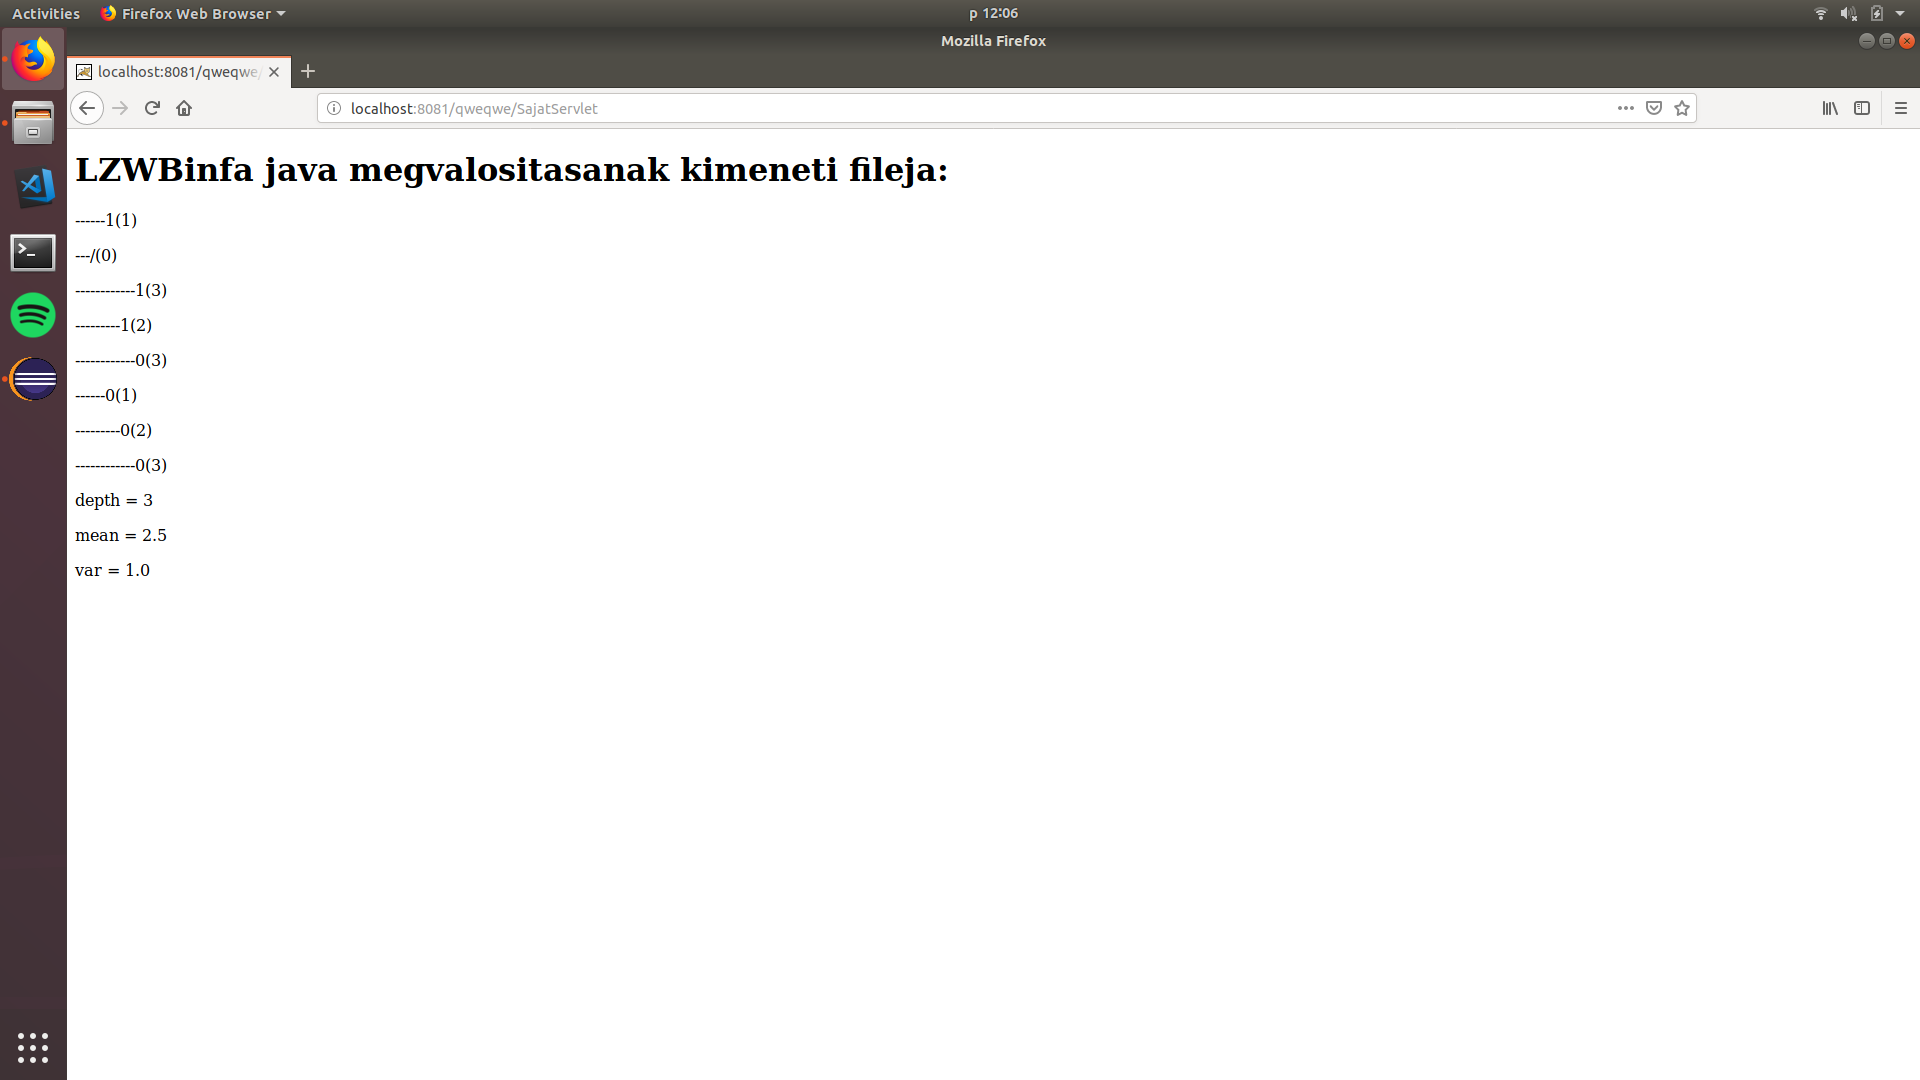 Activities
Firefox Web Browser
p 12:06
Mozilla Firefox
localhost:8081/qweqwe/
localhost:8081/qweqwe/SajatServlet
LZWBinfa java megvalositasanak kimeneti fileja:
------1(1)
---/(0)
------------1(3)
---------1(2)
------------0(3)
------0(1)
---------0(2)
------------0(3)
depth = 3
mean = 2.5
var = 1.0